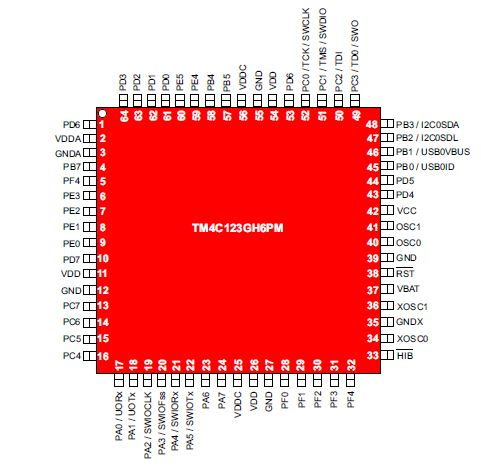 PD3
PD2
PD1
PD0
PE5
PE4
PB4
PB5
VDDC
GND
VDD
PD6
PC0 / TCK / SWCLK
PC1 / TMS / SWDIO
PC2 / TDI
PC3 / TD0 / SWO
64 63 62 61 60 59 58 57 56 55 54 53 52 51 50 49
PD6 1
VDDA 2
GNDA 3
PB7 4
PF4 5
PE3 6
PE2 7
PE1 8
PE0 9
PD7 10
VDD 11
GND 12
PC7 13
PC6 14
PC5 15
PC4 16
TM4C123GH6PM
48 PB3 / I2C0SDA
47 PB2 / I2C0SDL
46 PB1 / USB0VBUS
45 PB0 / USB0ID
44 PD5
43 PD4
42 VCC
41 OSC1
40 OSC0
39 GND
38 RST
37 VBAT
36 XOSC1
35 GNDX
34 XOSC0
33 HIB
17 18 19 20 21 22 23 24 25 26 27 28 29 30 31 32
PA0 / UORx
PA1 / UOTx
PA2 / SWIOCLK
PA3 / SWIOFss
PA4 / SWIORx
PA5 / SWIOTx
PA6
PA7
VDDC
VDD
GND
PF0
PF1
PF2
PF3
PF4